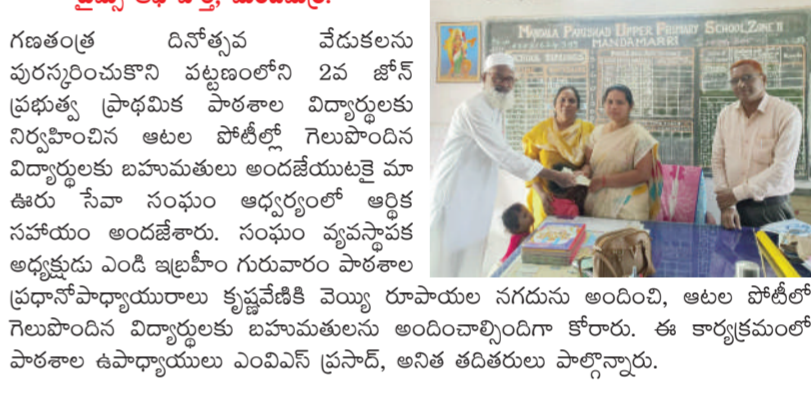 గణతంత్ర దినోత్సవ వేడుకలను
పురస్కరించుకొని పట్టణంలోని 2వ జోన్
ప్రభుత్వ ప్రాథమిక పాఠశాల విద్యార్థులకు
నిర్వహించిన ఆటల పోటీల్లో గెలుపొందిన
విద్యార్థులకు బహుమతులు అందజేయుటకై మా
ఊరు సేవా సంఘం ఆధ్వర్యంలో ఆర్థిక
సహాయం అందజేశారు. సంఘం వ్యవస్థాపక
అధ్యక్షుడు ఎండి ఇబ్రహీం గురువారం పాఠశాల
ప్రధానోపాధ్యాయురాలు కృష్ణవేణికి వెయ్యి రూపాయల నగదును అందించి, ఆటల పోటీలో
గెలుపొందిన విద్యార్థులకు బహుమతులను అందించాల్సిందిగా కోరారు. ఈ కార్యక్రమంలో
పాఠశాల ఉపాధ్యాయులు ఎంవిఎస్ ప్రసాద్, అనిత తదితరులు పాల్గొన్నారు.
MANDALA PARISHAD UPPER PRIMARY SCHOOL ZONE II
MANDAMARRI